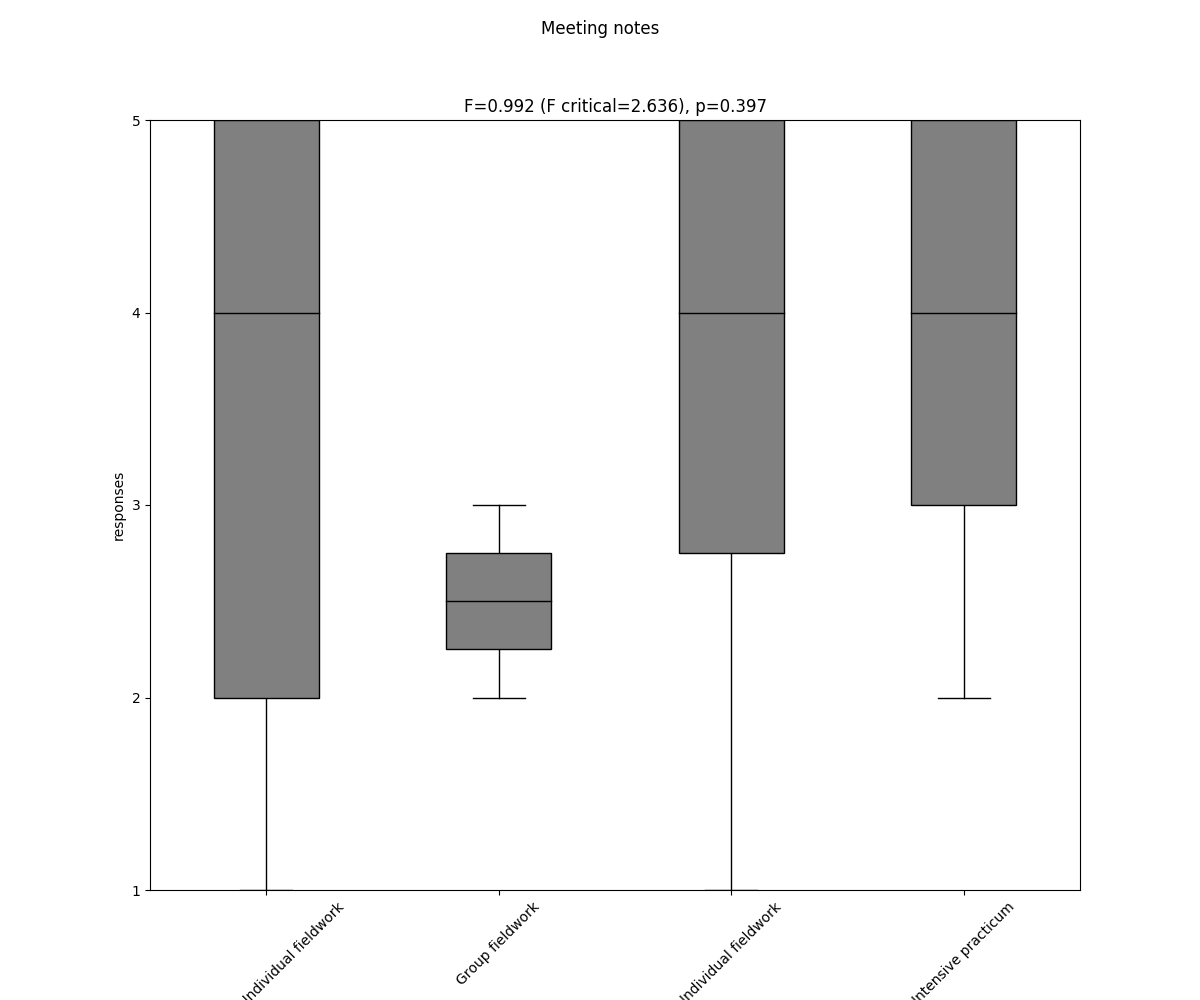 Meeting notes
F=0.992 (F critical=2.636), p=0.397
5
4
3
2
1
responses
Individual fieldwork
Group fieldwork
Individual fieldwork
Intensive practicum